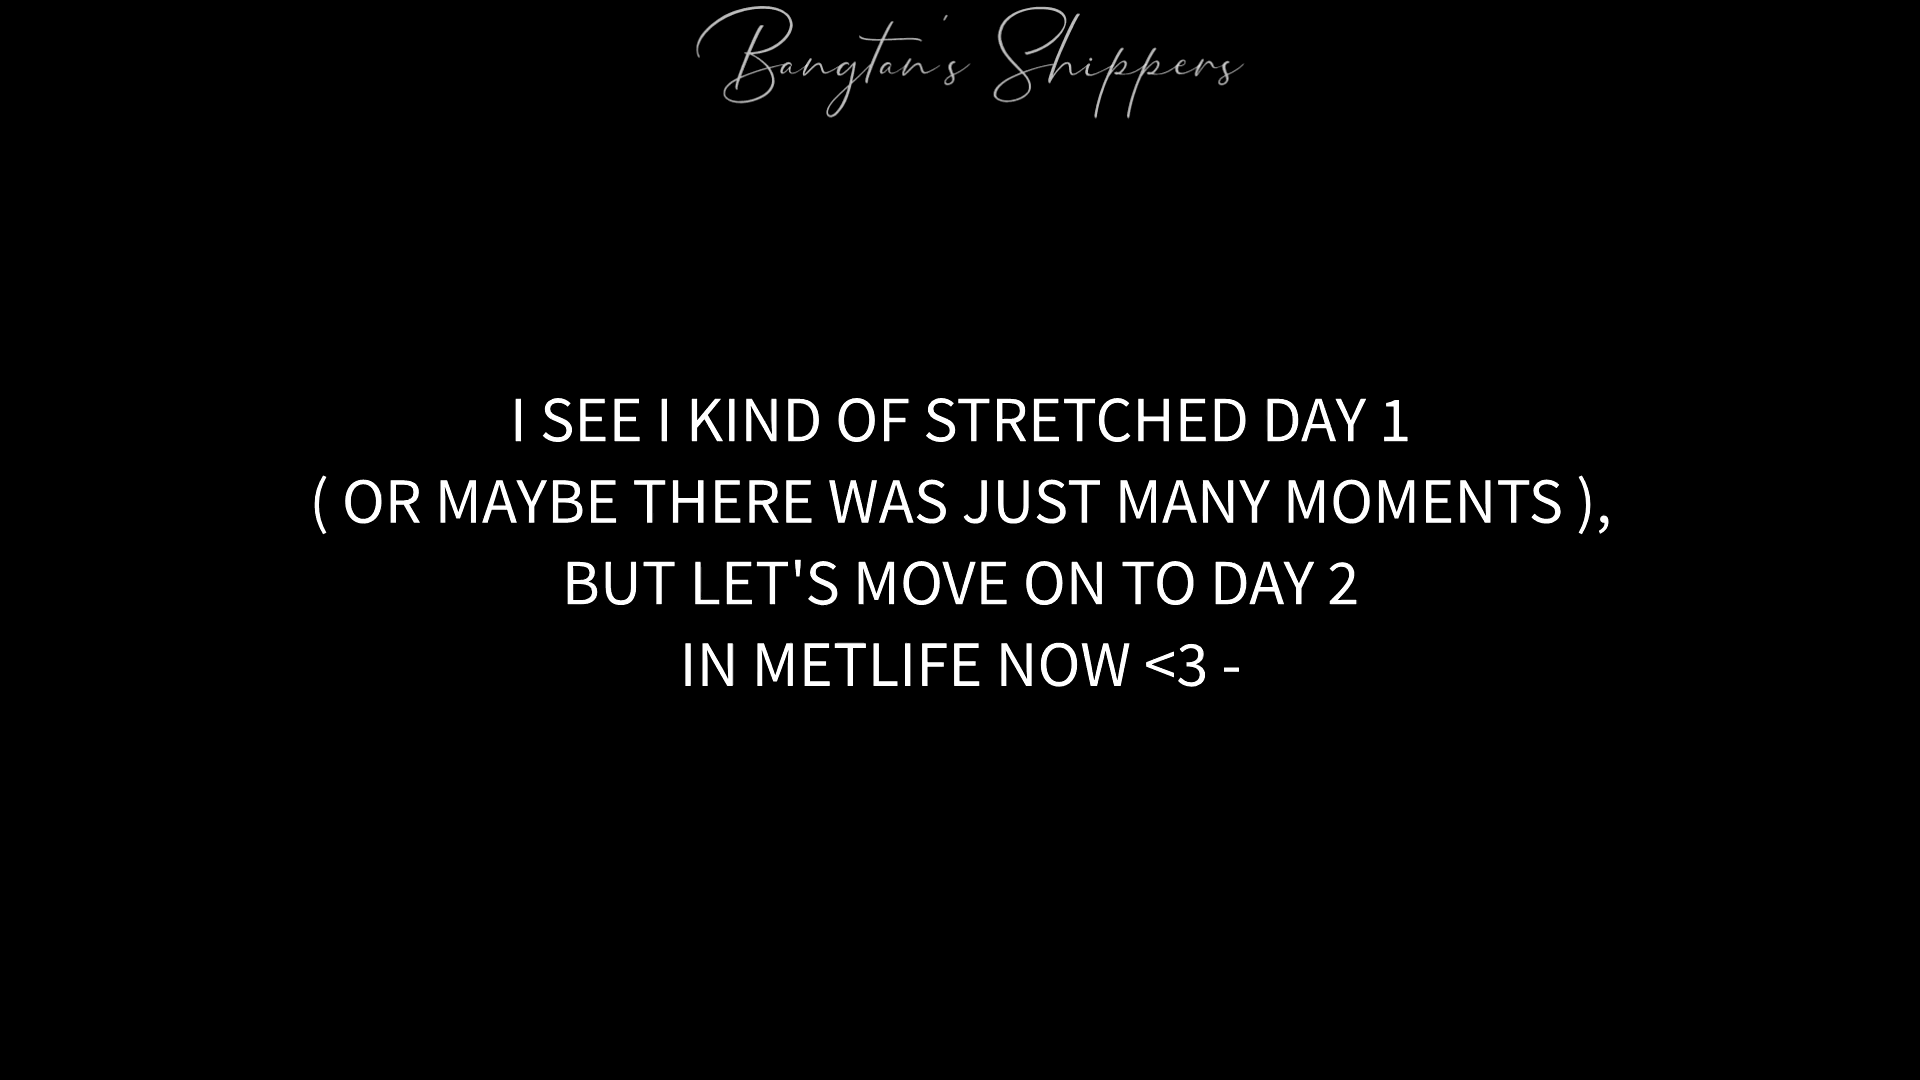 Bangtan's Shippers
I SEE I KIND OF STRETCHED DAY 1
( OR MAYBE THERE WAS JUST MANY MOMENTS ),
BUT LET'S MOVE ON TO DAY 2
IN METLIFE NOW <3 -